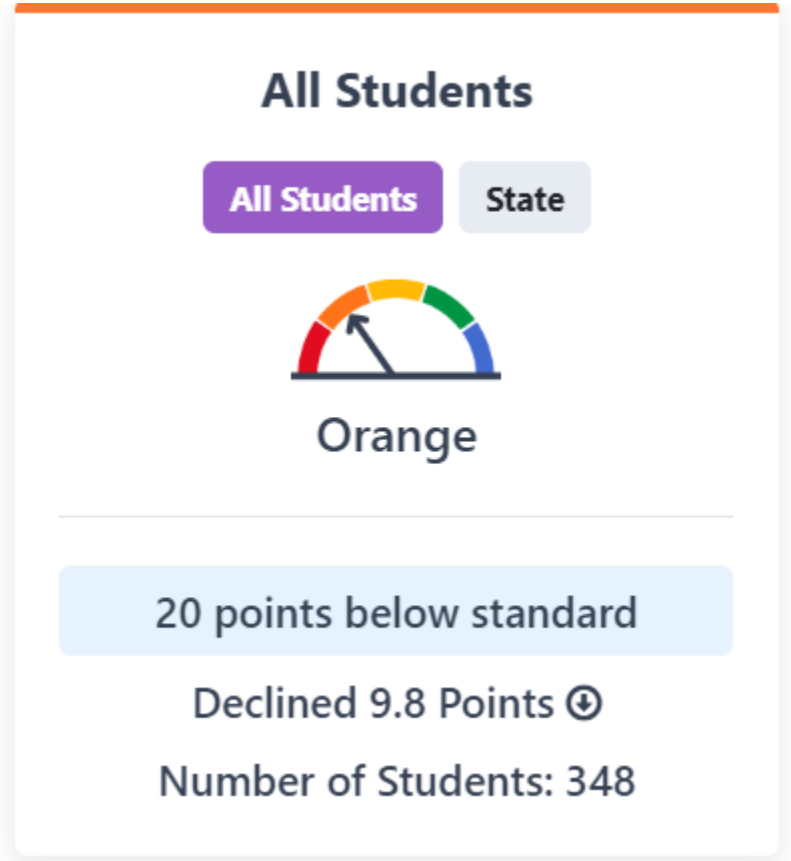 All Students
All Students State
Orange
20 points below standard
Declined 9.8 Points
Number of Students: 348